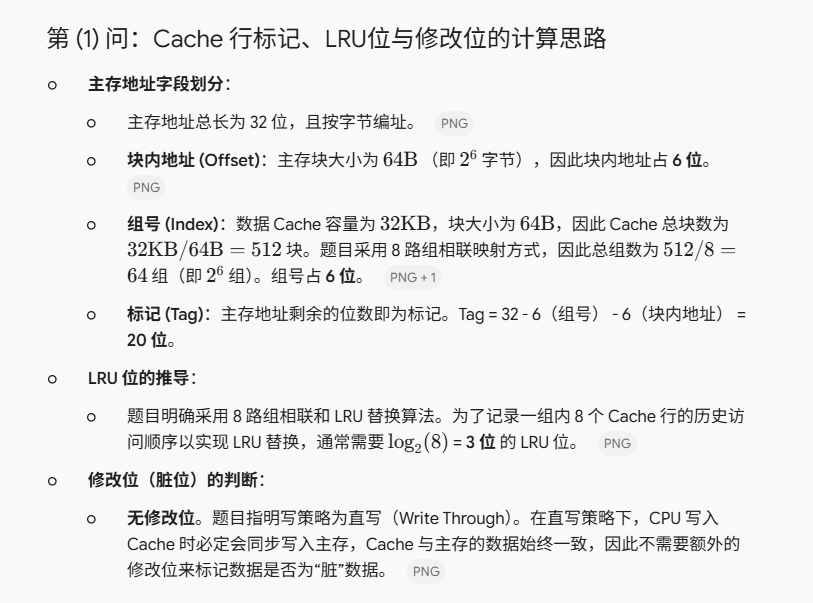 第 (1) 问：Cache 行标记、LRU位与修改位的计算思路
主存地址字段划分：
主存地址总长为 32 位，且按字节编址。 PNG
块内地址 (Offset)：主存块大小为 64B （即 2⁶ 字节），因此块内地址占 6 位。
PNG
组号 (Index)：数据 Cache 容量为 32KB，块大小为 64B，因此 Cache 总块数为
32KB/64B = 512 块。题目采用 8 路组相联映射方式，因此总组数为 512/8 =
64 组（即 2⁶ 组）。组号占 6 位。 PNG + 1
标记 (Tag)：主存地址剩余的位数即为标记。Tag = 32 - 6（组号） - 6（块内地址） =
20 位。
LRU 位的推导：
题目明确采用 8 路组相联和 LRU 替换算法。为了记录一组内 8 个 Cache 行的历史访
问顺序以实现 LRU 替换，通常需要 log₂(8) = 3 位 的 LRU 位。 PNG
修改位（脏位）的判断：
无修改位。题目指明写策略为直写（Write Through）。在直写策略下，CPU 写入
Cache 时必定会同步写入主存，Cache 与主存的数据始终一致，因此不需要额外的
修改位来标记数据是否为“脏”数据。 PNG